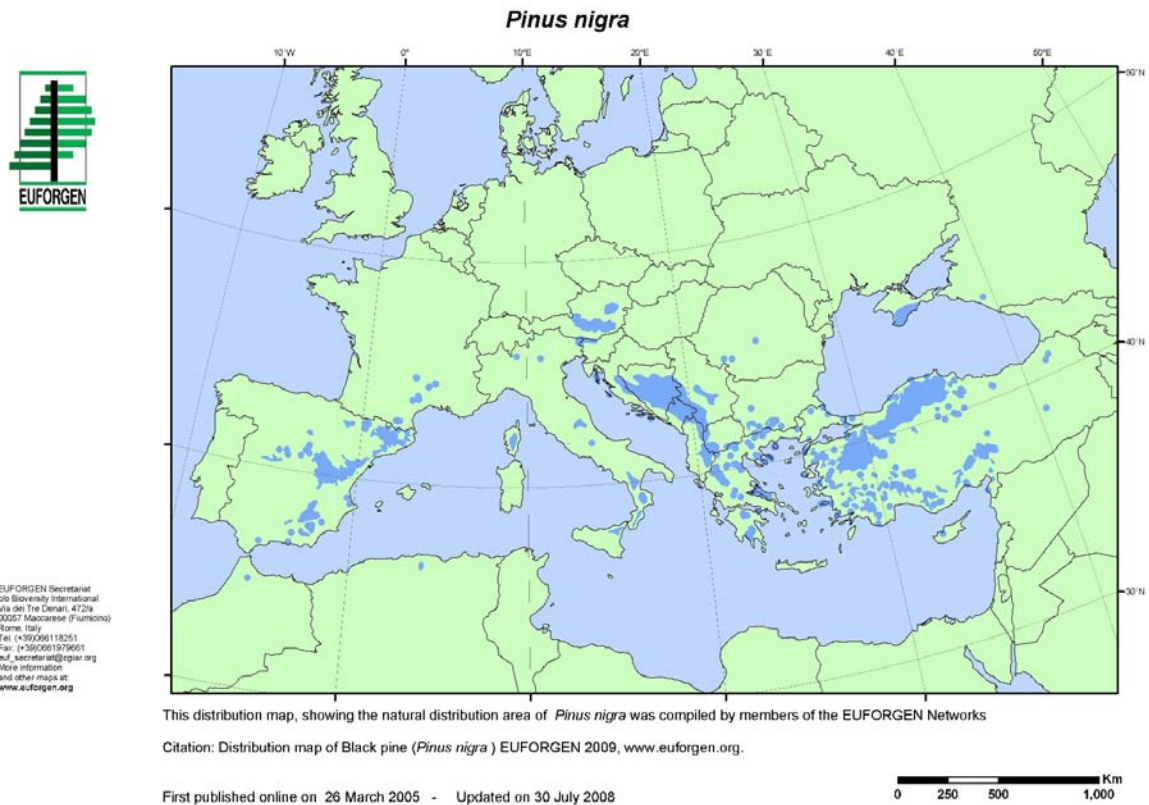 Pinus nigra
10°W 0° 10°E 20°E 30°E 40°E 50°E
50°N
EUFORGEN
40°N
30°N
EUFORGEN Secretariat
c/o Bioversity International
Via dei Tre Denari, 472/a
00057 Maccarese (Fiumicino)
Rome, Italy
Tel. (+39)066118251
Fax: (+39)0661979661
euf_secretariat@cgiar.org
More information
and other maps at:
www.euforgen.org
This distribution map, showing the natural distribution area of Pinus nigra was compiled by members of the EUFORGEN Networks
Citation: Distribution map of Black pine (Pinus nigra ) EUFORGEN 2009, www.euforgen.org.
First published online on 26 March 2005 - Updated on 30 July 2008
Km
0 250 500 1,000